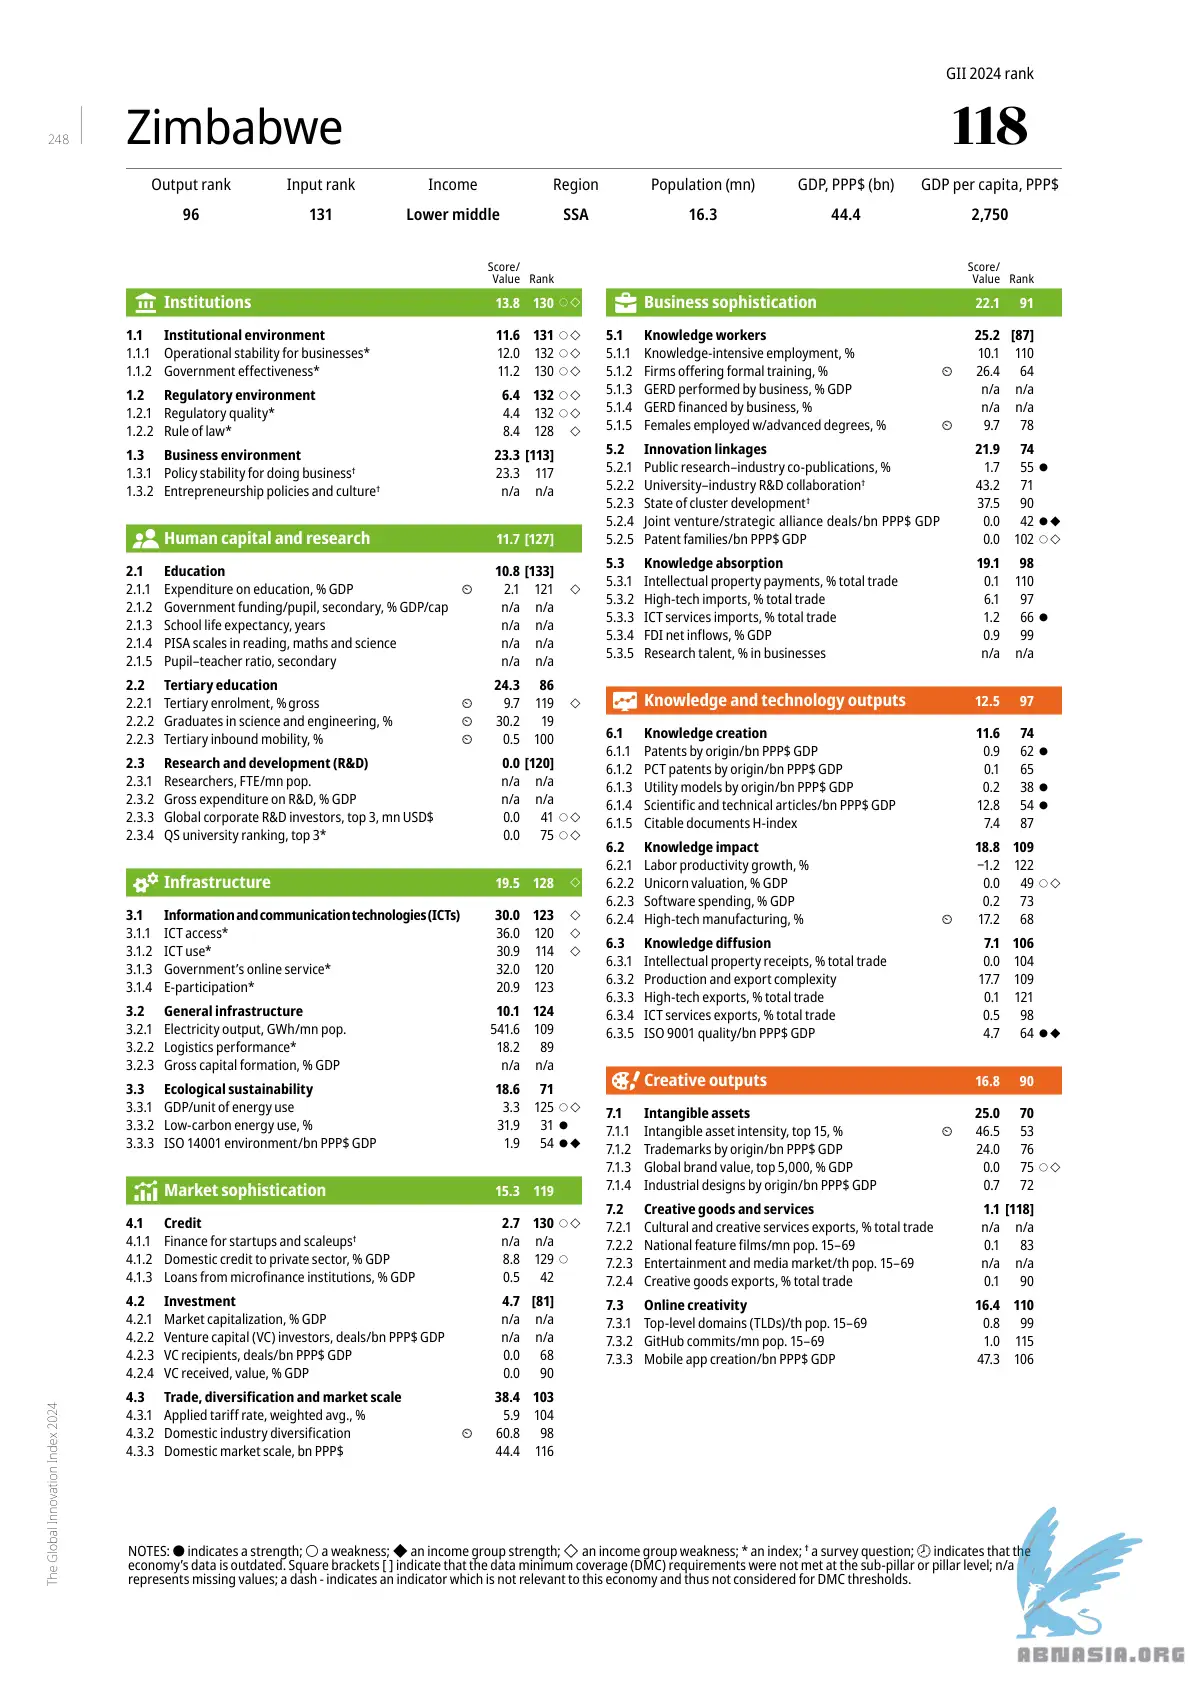 GII 2024 rank
248
Zimbabwe
118
Output rank Input rank Income Region Population (mn) GDP, PPP$ (bn) GDP per capita, PPP$
96 131 Lower middle SSA 16.3 44.4 2,750
Score/
Value Rank
Institutions 13.8 130 ○◇
1.1 Institutional environment 11.6 131 ○◇
1.1.1 Operational stability for businesses* 12.0 132 ○◇
1.1.2 Government effectiveness* 11.2 130 ○◇
1.2 Regulatory environment 6.4 132 ○◇
1.2.1 Regulatory quality* 4.4 132 ○◇
1.2.2 Rule of law* 8.4 128 ◇
1.3 Business environment 23.3 [113]
1.3.1 Policy stability for doing business† 23.3 117
1.3.2 Entrepreneurship policies and culture† n/a n/a
Human capital and research 11.7 [127]
2.1 Education 10.8 [133]
2.1.1 Expenditure on education, % GDP 2.1 121 ◇
2.1.2 Government funding/pupil, secondary, % GDP/cap n/a n/a
2.1.3 School life expectancy, years n/a n/a
2.1.4 PISA scales in reading, maths and science n/a n/a
2.1.5 Pupil–teacher ratio, secondary n/a n/a
2.2 Tertiary education 24.3 86
2.2.1 Tertiary enrolment, % gross 9.7 119 ◇
2.2.2 Graduates in science and engineering, % 30.2 19
2.2.3 Tertiary inbound mobility, % 0.5 100
2.3 Research and development (R&D) 0.0 [120]
2.3.1 Researchers, FTE/mn pop. n/a n/a
2.3.2 Gross expenditure on R&D, % GDP n/a n/a
2.3.3 Global corporate R&D investors, top 3, mn USD$ 0.0 41 ○◇
2.3.4 QS university ranking, top 3* 0.0 75 ○◇
Infrastructure 19.5 128 ◇
3.1 Information and communication technologies (ICTs) 30.0 123 ◇
3.1.1 ICT access* 36.0 120 ◇
3.1.2 ICT use* 30.9 114 ◇
3.1.3 Government's online service* 32.0 120
3.1.4 E-participation* 20.9 123
3.2 General infrastructure 10.1 124
3.2.1 Electricity output, GWh/mn pop. 541.6 109
3.2.2 Logistics performance* 18.2 89
3.2.3 Gross capital formation, % GDP n/a n/a
3.3 Ecological sustainability 18.6 71
3.3.1 GDP/unit of energy use 3.3 125 ○◇
3.3.2 Low-carbon energy use, % 31.9 31 ●
3.3.3 ISO 14001 environment/bn PPP$ GDP 1.9 54 ●◆
Market sophistication 15.3 119
4.1 Credit 2.7 130 ○◇
4.1.1 Finance for startups and scaleups† n/a n/a
4.1.2 Domestic credit to private sector, % GDP 8.8 129 ○
4.1.3 Loans from microfinance institutions, % GDP 0.5 42
4.2 Investment 4.7 [81]
4.2.1 Market capitalization, % GDP n/a n/a
4.2.2 Venture capital (VC) investors, deals/bn PPP$ GDP n/a n/a
4.2.3 VC recipients, deals/bn PPP$ GDP 0.0 68
4.2.4 VC received, value, % GDP 0.0 90
4.3 Trade, diversification and market scale 38.4 103
4.3.1 Applied tariff rate, weighted avg., % 5.9 104
4.3.2 Domestic industry diversification 60.8 98
4.3.3 Domestic market scale, bn PPP$ 44.4 116
Score/
Value Rank
Business sophistication 22.1 91
5.1 Knowledge workers 25.2 [87]
5.1.1 Knowledge-intensive employment, % 10.1 110
5.1.2 Firms offering formal training, % 26.4 64
5.1.3 GERD performed by business, % GDP n/a n/a
5.1.4 GERD financed by business, % n/a n/a
5.1.5 Females employed w/advanced degrees, % 9.7 78
5.2 Innovation linkages 21.9 74
5.2.1 Public research–industry co-publications, % 1.7 55 ●
5.2.2 University–industry R&D collaboration† 43.2 71
5.2.3 State of cluster development† 37.5 90
5.2.4 Joint venture/strategic alliance deals/bn PPP$ GDP 0.0 42 ●◆
5.2.5 Patent families/bn PPP$ GDP 0.0 102 ○◇
5.3 Knowledge absorption 19.1 98
5.3.1 Intellectual property payments, % total trade 0.1 110
5.3.2 High-tech imports, % total trade 6.1 97
5.3.3 ICT services imports, % total trade 1.2 66 ●
5.3.4 FDI net inflows, % GDP 0.9 99
5.3.5 Research talent, % in businesses n/a n/a
Knowledge and technology outputs 12.5 97
6.1 Knowledge creation 11.6 74
6.1.1 Patents by origin/bn PPP$ GDP 0.9 62 ●
6.1.2 PCT patents by origin/bn PPP$ GDP 0.1 65
6.1.3 Utility models by origin/bn PPP$ GDP 0.2 38 ●
6.1.4 Scientific and technical articles/bn PPP$ GDP 12.8 54 ●
6.1.5 Citable documents H-index 7.4 87
6.2 Knowledge impact 18.8 109
6.2.1 Labor productivity growth, % −1.2 122
6.2.2 Unicorn valuation, % GDP 0.0 49 ○◇
6.2.3 Software spending, % GDP 0.2 73
6.2.4 High-tech manufacturing, % 17.2 68
6.3 Knowledge diffusion 7.1 106
6.3.1 Intellectual property receipts, % total trade 0.0 104
6.3.2 Production and export complexity 17.7 109
6.3.3 High-tech exports, % total trade 0.1 121
6.3.4 ICT services exports, % total trade 0.5 98
6.3.5 ISO 9001 quality/bn PPP$ GDP 4.7 64 ●◆
Creative outputs 16.8 90
7.1 Intangible assets 25.0 70
7.1.1 Intangible asset intensity, top 15, % 46.5 53
7.1.2 Trademarks by origin/bn PPP$ GDP 24.0 76
7.1.3 Global brand value, top 5,000, % GDP 0.0 75 ○◇
7.1.4 Industrial designs by origin/bn PPP$ GDP 0.7 72
7.2 Creative goods and services 1.1 [118]
7.2.1 Cultural and creative services exports, % total trade n/a n/a
7.2.2 National feature films/mn pop. 15–69 0.1 83
7.2.3 Entertainment and media market/th pop. 15–69 n/a n/a
7.2.4 Creative goods exports, % total trade 0.1 90
7.3 Online creativity 16.4 110
7.3.1 Top-level domains (TLDs)/th pop. 15–69 0.8 99
7.3.2 GitHub commits/mn pop. 15–69 1.0 115
7.3.3 Mobile app creation/bn PPP$ GDP 47.3 106
The Global Innovation Index 2024
NOTES: ● indicates a strength; ○ a weakness; ◆ an income group strength; ◇ an income group weakness; * an index; † a survey question; indicates that the
economy's data is outdated. Square brackets [ ] indicate that the data minimum coverage (DMC) requirements were not met at the sub-pillar or pillar level; n/a
represents missing values; a dash - indicates an indicator which is not relevant to this economy and thus not considered for DMC thresholds.
ABNASIA.ORG